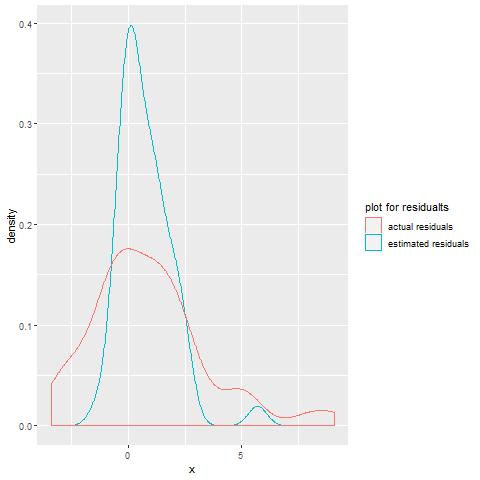 0.4
0.3
0.2
0.1
0.0
density
0
5
x
plot for residualts
actual residuals
estimated residuals